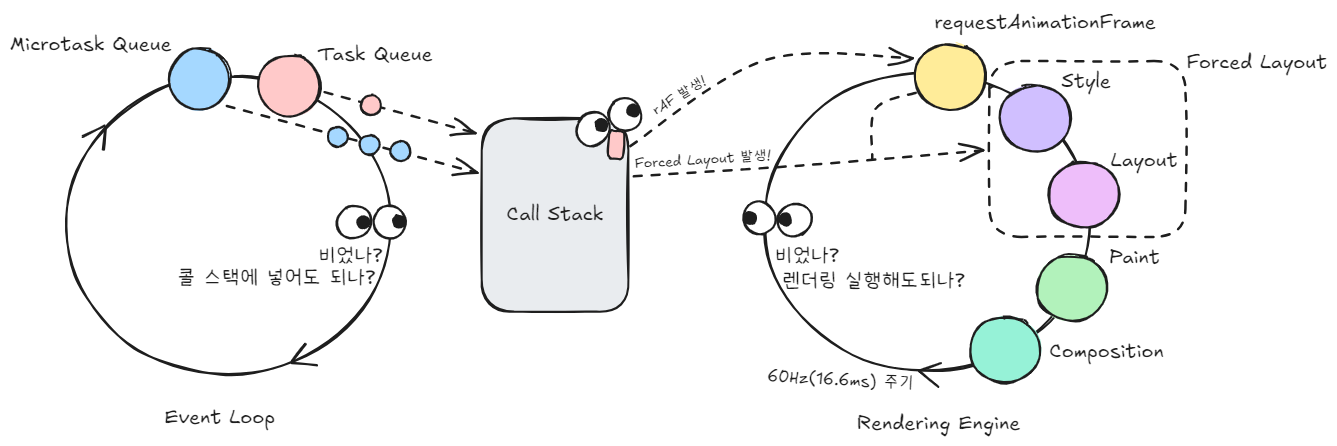 Microtask Queue
Task Queue
비었나?
콜 스택에 넣어도 되나?
Event Loop
Call Stack
rAF 발생!
Forced Layout 발생!
requestAnimationFrame
Forced Layout
Style
Layout
Paint
Composition
비었나?
렌더링 실행해도되나?
60Hz(16.6ms) 주기
Rendering Engine